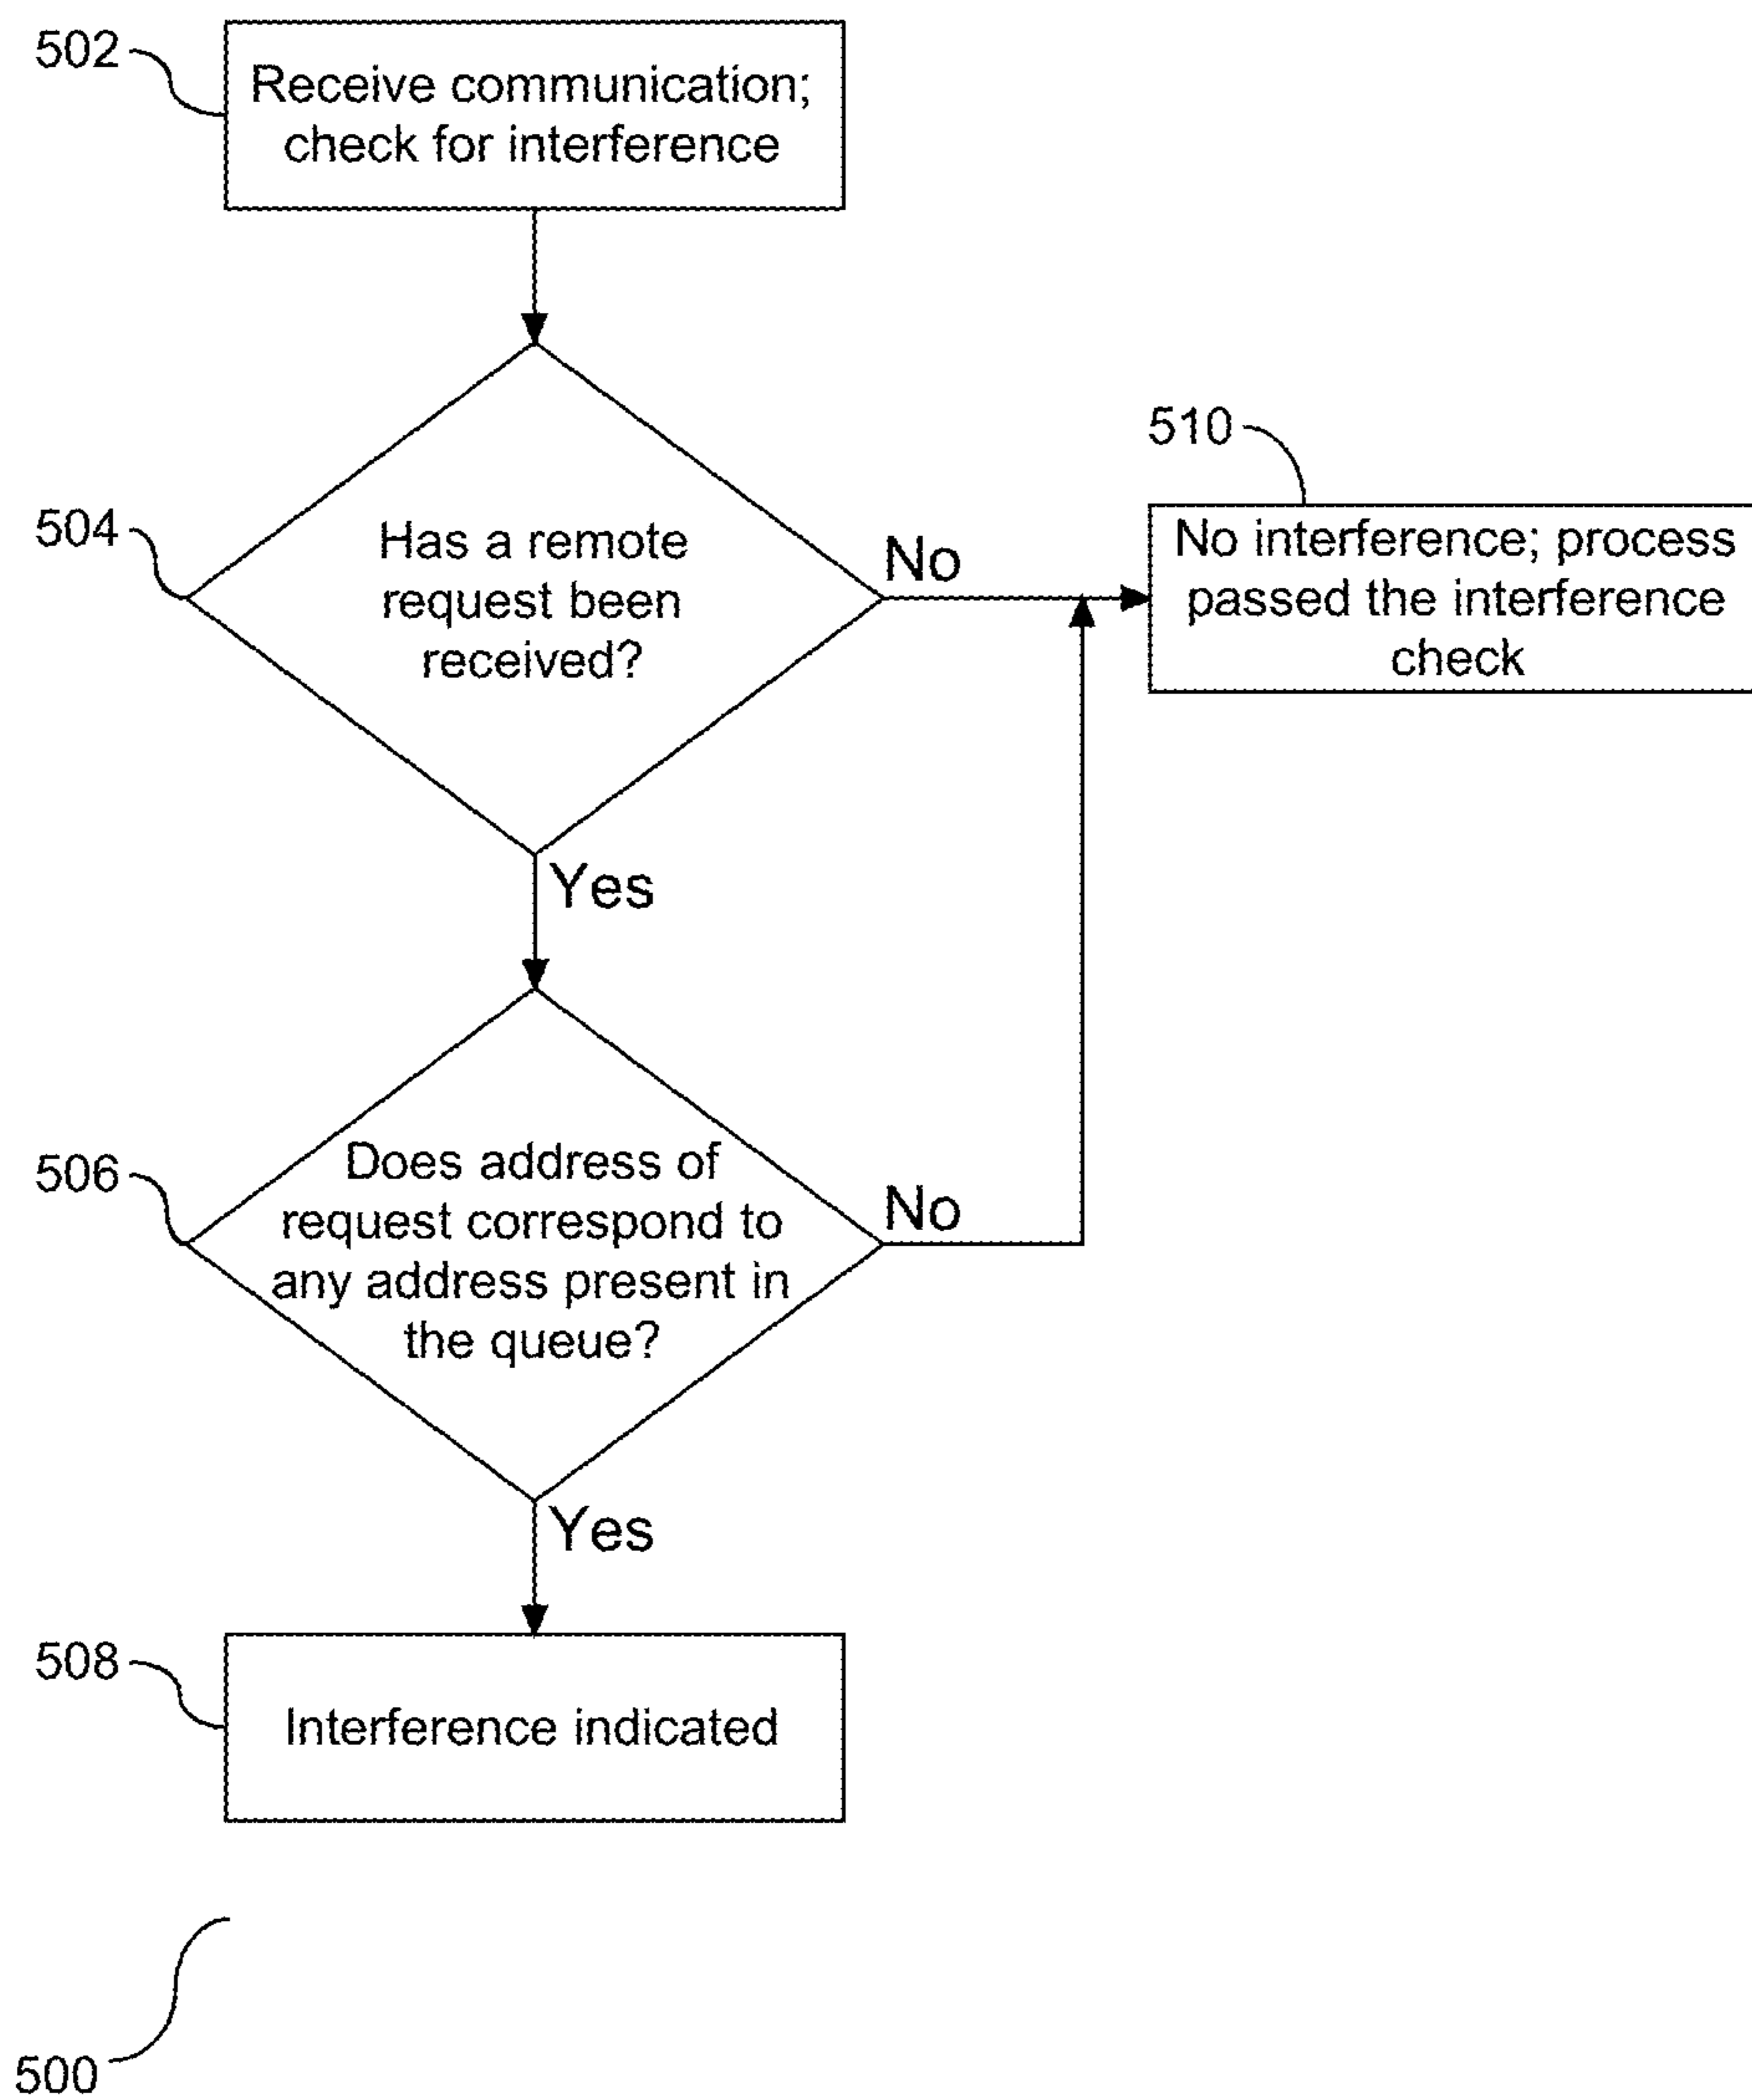 502
Receive communication;
check for interference
510
504
Has a remote
request been
received?
No
No interference; process
passed the interference
check
Yes
506
Does address of
request correspond to
any address present in
the queue?
No
Yes
508
Interference indicated
500